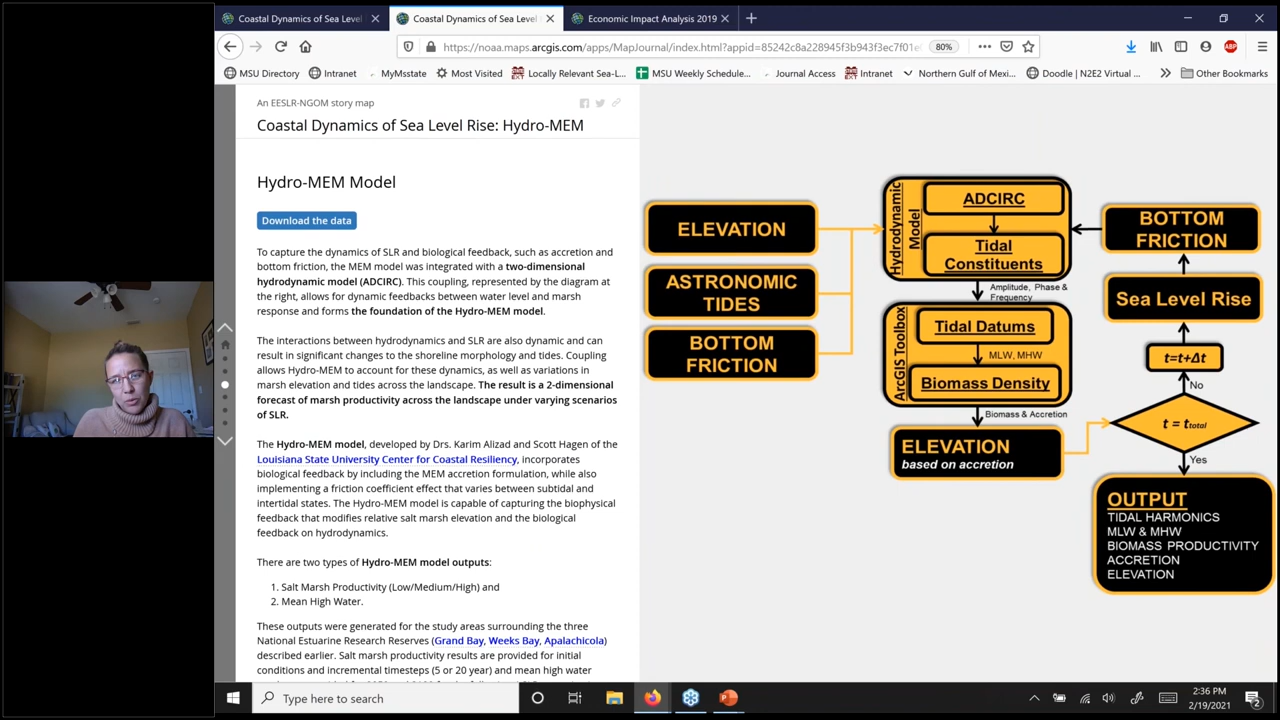 Coastal Dynamics of Sea Level
Coastal Dynamics of Sea Level
Economic Impact Analysis 2019
https://noaa.maps.arcgis.com/apps/MapJournal/index.html?appid=85242c8a228945f3b943f3ec7f01e
80%
ABP
MSU Directory
Intranet
MyMsstate
Most Visited
Locally Relevant Sea-L...
MSU Weekly Schedule...
Journal Access
Intranet
Northern Gulf of Mexi...
Doodle | N2E2 Virtual ...
Other Bookmarks
An EESLR-NGOM story map
Coastal Dynamics of Sea Level Rise: Hydro-MEM
Hydro-MEM Model
Download the data
To capture the dynamics of SLR and biological feedback, such as accretion and
bottom friction, the MEM model was integrated with a two-dimensional
hydrodynamic model (ADCIRC). This coupling, represented by the diagram at
the right, allows for dynamic feedbacks between water level and marsh
response and forms the foundation of the Hydro-MEM model.
The interactions between hydrodynamics and SLR are also dynamic and can
result in significant changes to the shoreline morphology and tides. Coupling
allows Hydro-MEM to account for these dynamics, as well as variations in
marsh elevation and tides across the landscape. The result is a 2-dimensional
forecast of marsh productivity across the landscape under varying scenarios
of SLR.
The Hydro-MEM model, developed by Drs. Karim Alizad and Scott Hagen of the
Louisiana State University Center for Coastal Resiliency, incorporates
biological feedback by including the MEM accretion formulation, while also
implementing a friction coefficient effect that varies between subtidal and
intertidal states. The Hydro-MEM model is capable of capturing the biophysical
feedback that modifies relative salt marsh elevation and the biological
feedback on hydrodynamics.
There are two types of Hydro-MEM model outputs:
1. Salt Marsh Productivity (Low/Medium/High) and
2. Mean High Water.
These outputs were generated for the study areas surrounding the three
National Estuarine Research Reserves (Grand Bay, Weeks Bay, Apalachicola)
described earlier. Salt marsh productivity results are provided for initial
conditions and incremental timesteps (5 or 20 year) and mean high water
ELEVATION
ASTRONOMIC
TIDES
BOTTOM
FRICTION
Hydrodynamic
Model
ADCIRC
Tidal
Constituents
Amplitude, Phase &
Frequency
ArcGIS Toolbox
Tidal Datums
MLW, MHW
Biomass Density
Biomass & Accretion
ELEVATION
based on accretion
BOTTOM
FRICTION
Sea Level Rise
t=t+Δt
No
t = ttotal
Yes
OUTPUT
TIDAL HARMONICS
MLW & MHW
BIOMASS PRODUCTIVITY
ACCRETION
ELEVATION
Type here to search
2:36 PM
2/19/2021
2